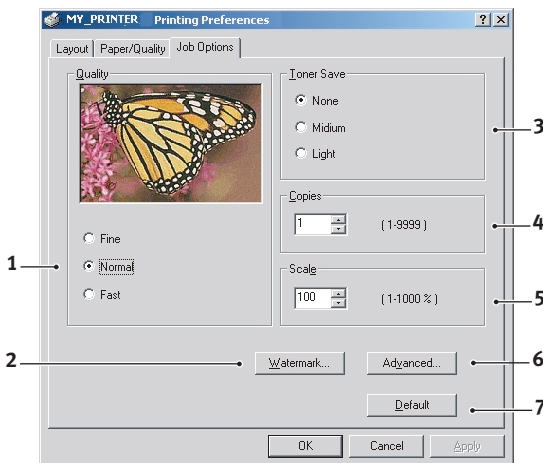 MY_PRINTER Printing Preferences
Layout Paper/Quality Job Options
Quality
Fine
Normal
Fast
Toner Save
None
Midium
Light
Copies
1 ( 1-9999 )
Scale
100 ( 1-1000 % )
Watermark... Advanced...
Default
OK Cancel Apply
1
2
3
4
5
6
7